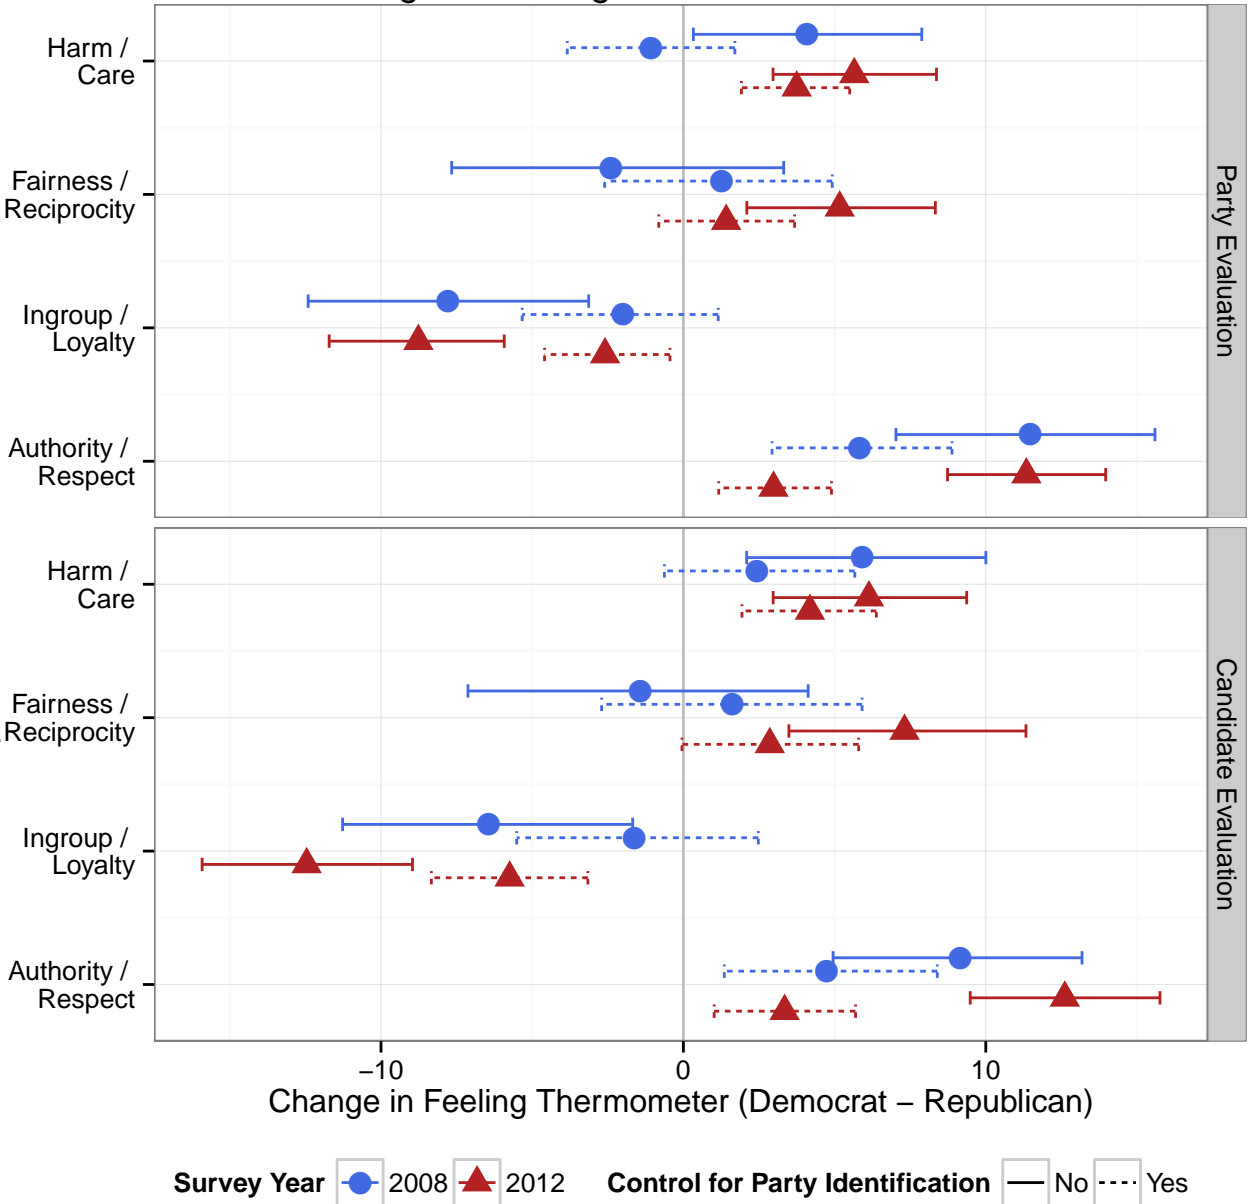 Harm /
Care
Fairness /
Reciprocity
Ingroup /
Loyalty
Authority /
Respect
Party Evaluation
Harm /
Care
Fairness /
Reciprocity
Ingroup /
Loyalty
Authority /
Respect
Candidate Evaluation
−10 0 10
Change in Feeling Thermometer (Democrat − Republican)
Survey Year 2008 2012 Control for Party Identification No Yes